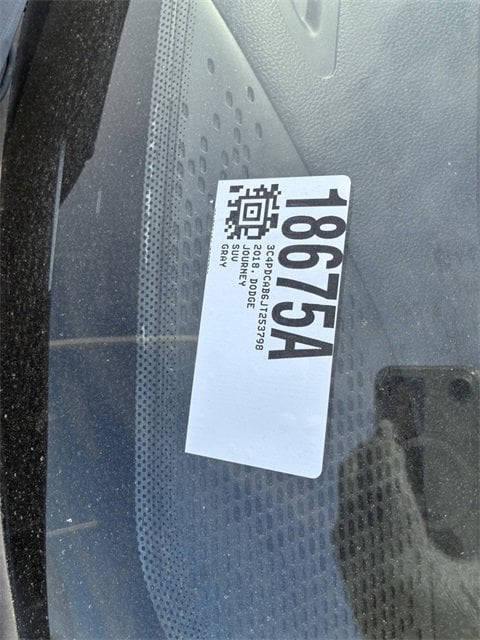 18675A
3C4PDCAB6JT253798
2018, DODGE
JOURNEY
SUV
GRAY